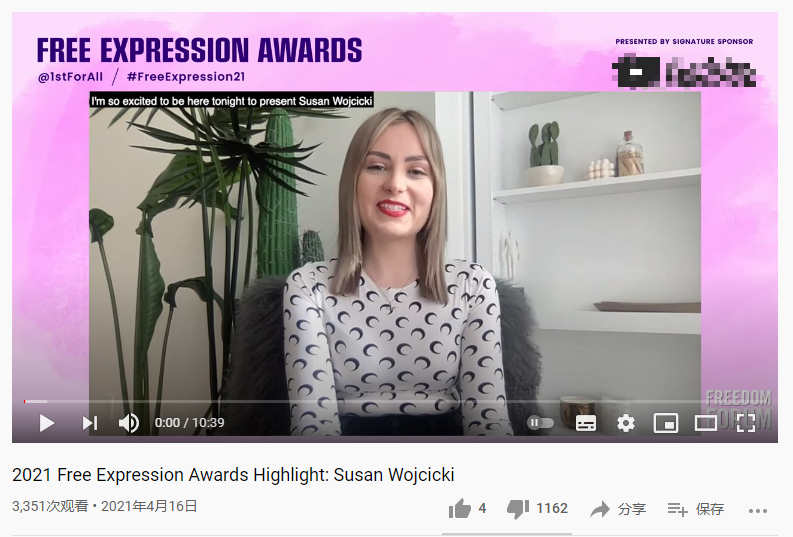 FREE EXPRESSION AWARDS
@1stForAll / #FreeExpression21
PRESENTED BY SIGNATURE SPONSOR
I'm so excited to be here tonight to present Susan Wojcicki
FREEDOM
FORUM
0:00 / 10:39
2021 Free Expression Awards Highlight: Susan Wojcicki
3,351次观看 • 2021年4月16日
4
1162
分享
保存